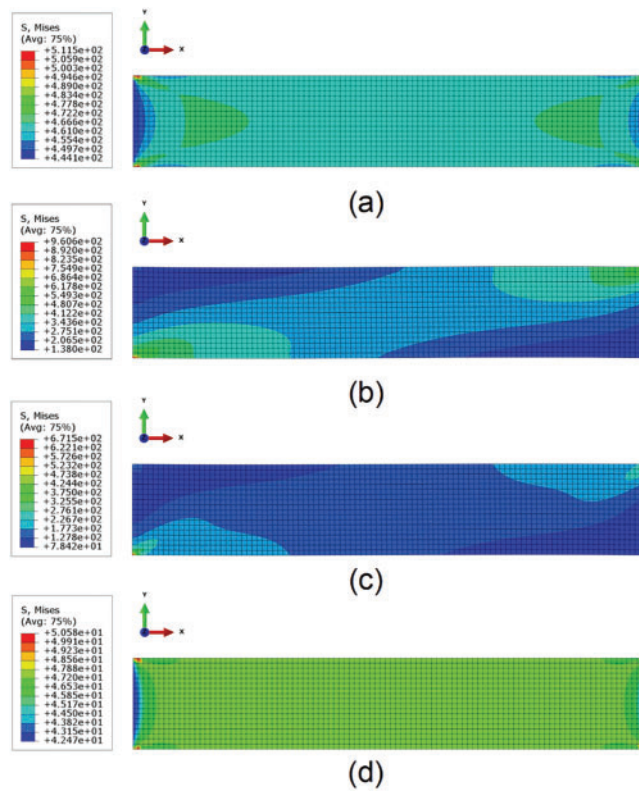 S, Mises
(Avg: 75%)
+5.115e+02
+5.059e+02
+5.003e+02
+4.946e+02
+4.890e+02
+4.834e+02
+4.778e+02
+4.722e+02
+4.666e+02
+4.610e+02
+4.554e+02
+4.497e+02
+4.441e+02
Y
Z
X
(a)
S, Mises
(Avg: 75%)
+9.606e+02
+8.920e+02
+8.235e+02
+7.549e+02
+6.864e+02
+6.178e+02
+5.493e+02
+4.807e+02
+4.122e+02
+3.436e+02
+2.751e+02
+2.065e+02
+1.380e+02
Y
Z
X
(b)
S, Mises
(Avg: 75%)
+6.715e+02
+6.221e+02
+5.726e+02
+5.232e+02
+4.738e+02
+4.244e+02
+3.750e+02
+3.255e+02
+2.761e+02
+2.267e+02
+1.773e+02
+1.278e+02
+7.842e+01
Y
Z
X
(c)
S, Mises
(Avg: 75%)
+5.058e+01
+4.991e+01
+4.923e+01
+4.856e+01
+4.788e+01
+4.720e+01
+4.653e+01
+4.585e+01
+4.517e+01
+4.450e+01
+4.382e+01
+4.315e+01
+4.247e+01
Y
Z
X
(d)